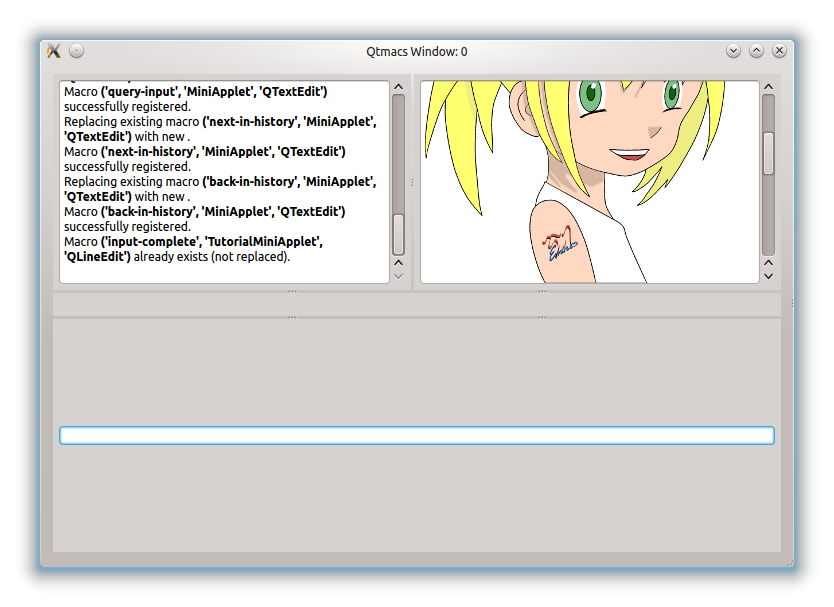 Qtmacs Window: 0
Macro ('query-input', 'MiniApplet', 'QTextEdit')
successfully registered.
Replacing existing macro ('next-in-history', 'MiniApplet',
'QTextEdit') with new .
Macro ('next-in-history', 'MiniApplet', 'QTextEdit')
successfully registered.
Replacing existing macro ('back-in-history', 'MiniApplet',
'QTextEdit') with new .
Macro ('back-in-history', 'MiniApplet', 'QTextEdit')
successfully registered.
Macro ('input-complete', 'TutorialMiniApplet',
'QLineEdit') already exists (not replaced).